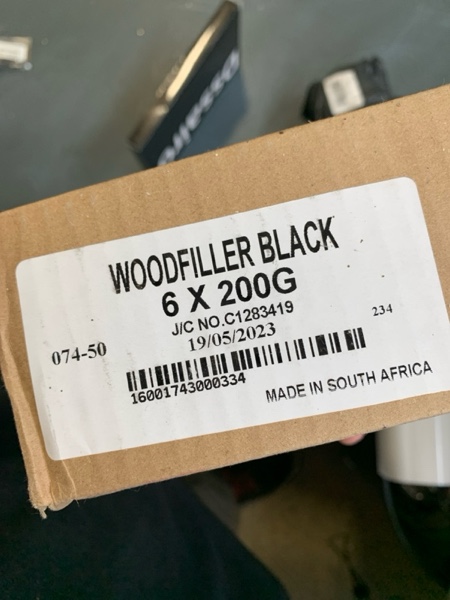 WOODFILLER BLACK
6 X 200G
J/C NO.C1283419
19/05/2023
074-50
234
16001743000334
MADE IN SOUTH AFRICA